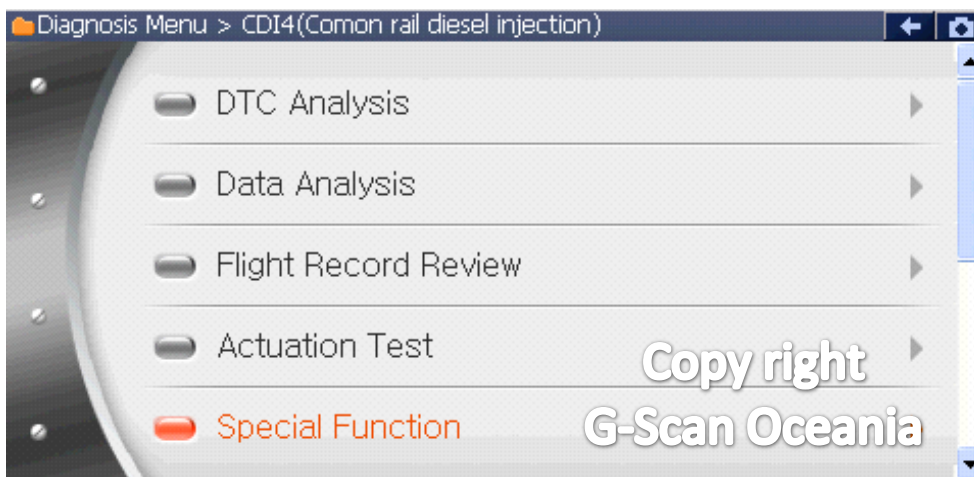 Diagnosis Menu > CDI4(Comon rail diesel injection)
DTC Analysis
Data Analysis
Flight Record Review
Actuation Test
Special Function
Copy right
G-Scan Oceania